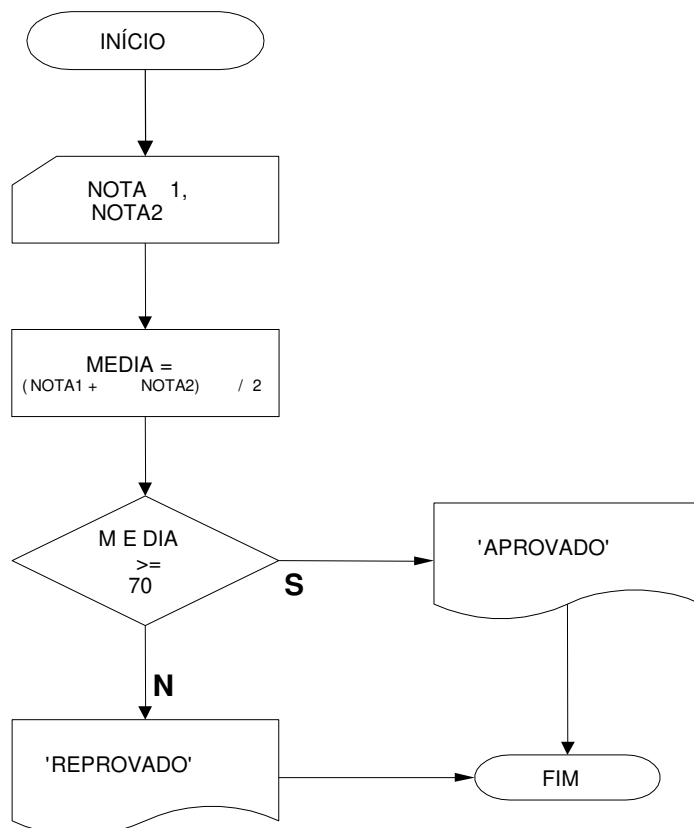 INÍCIO
NOTA 1,
NOTA2
MEDIA =
(NOTA1 + NOTA2) / 2
M E DIA
>=
70
S
'APROVADO'
N
'REPROVADO'
FIM